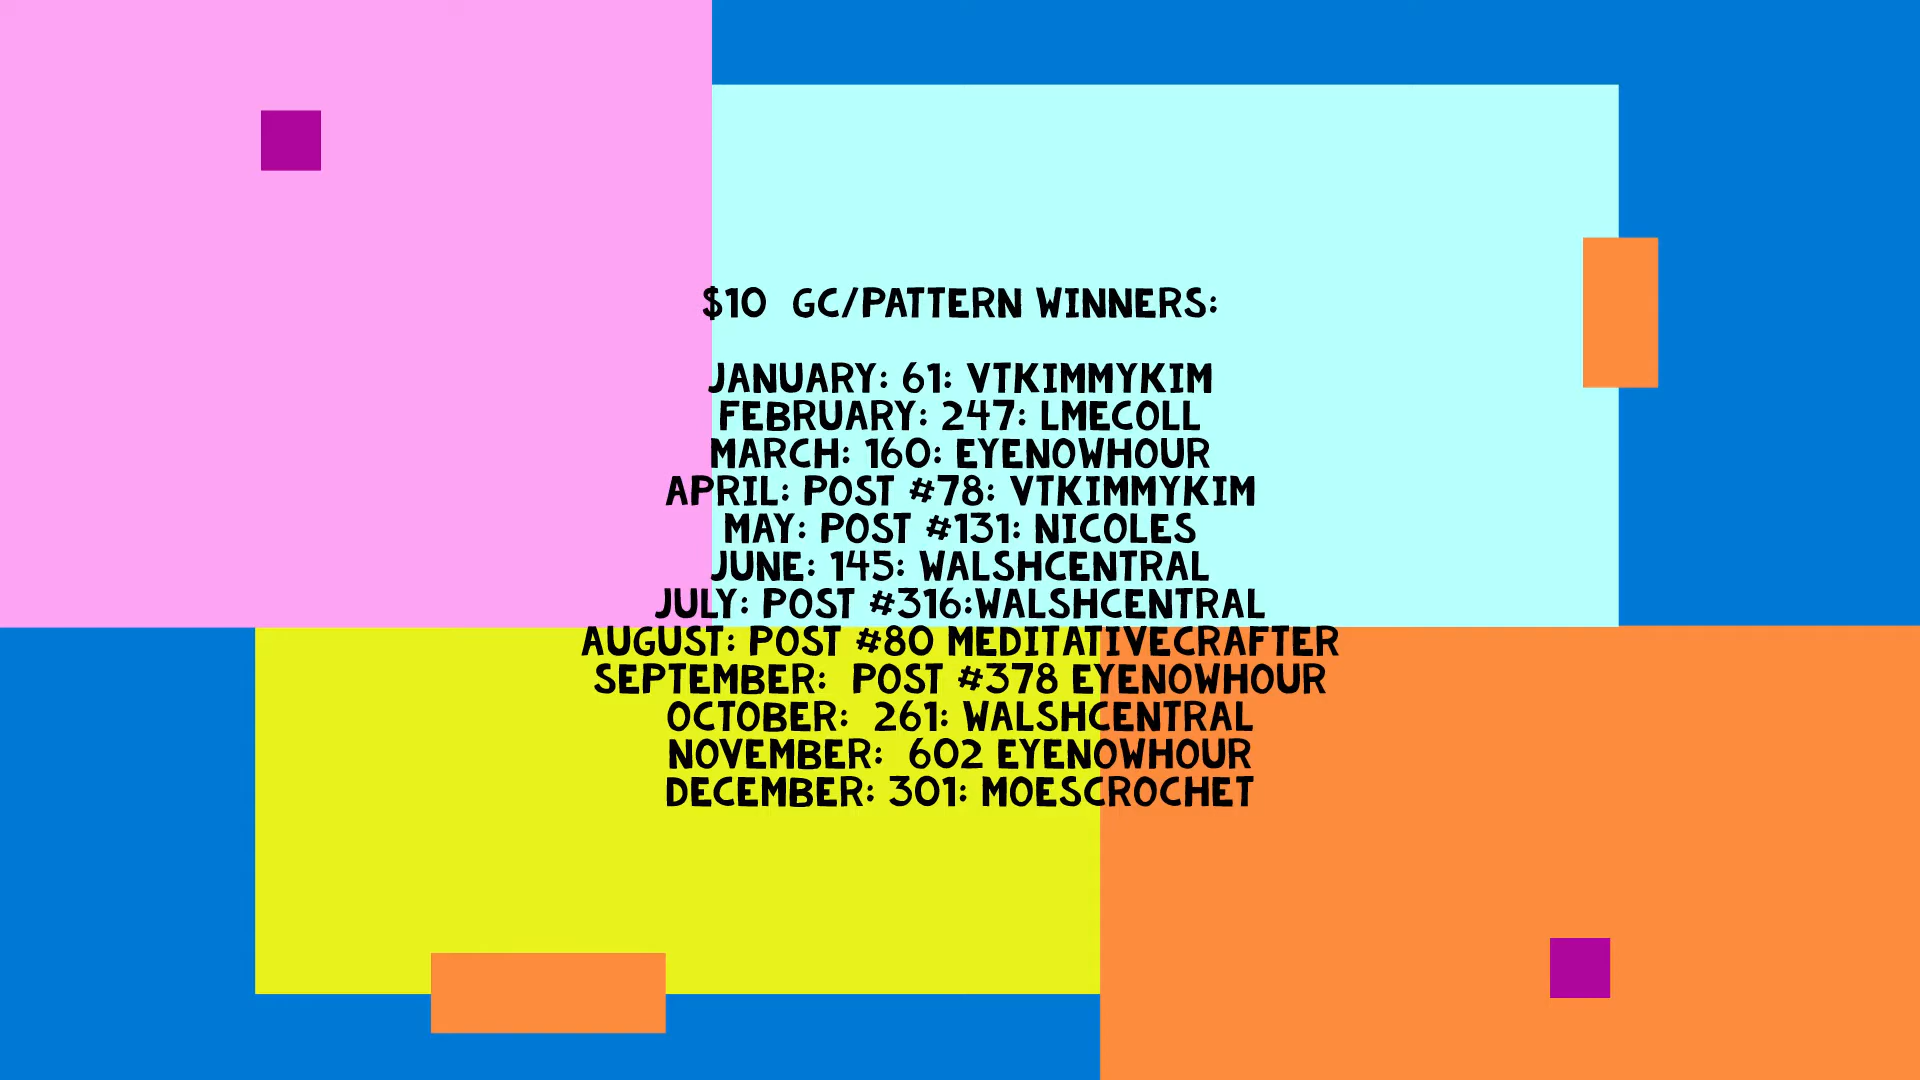 $10  GC/PATTERN WINNERS:
JANUARY: 61: VTKIMMYKIM
FEBRUARY: 247: LMECOLL
MARCH: 160: EYENOWHOUR
APRIL: POST #78: VTKIMMYKIM
MAY: POST #131: NICOLES
JUNE: 145: WALSHCENTRAL
JULY: POST #316:WALSHCENTRAL
AUGUST: POST #80 MEDITATIVECRAFTER
SEPTEMBER:  POST #378 EYENOWHOUR
OCTOBER:  261: WALSHCENTRAL
NOVEMBER:  602 EYENOWHOUR
DECEMBER: 301: MOESCROCHET